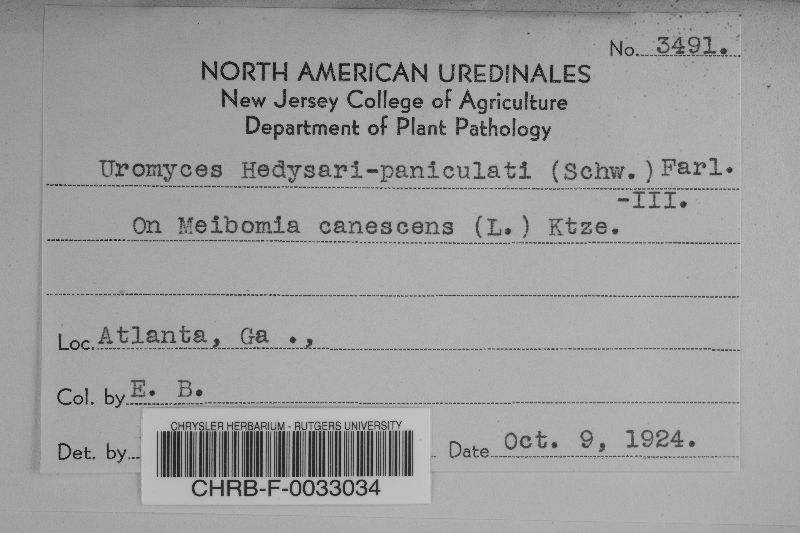 No. 3491.
NORTH AMERICAN UREDINALES
New Jersey College of Agriculture
Department of Plant Pathology
Uromyces Hedysari-paniculati (Schw.) Farl.
-III.
On Meibomia canescens (L.) Ktze.
Loc. Atlanta, Ga .,
Col. by E. B.
Det. by
Date Oct. 9, 1924.
CHRYSLER HERBARIUM - RUTGERS UNIVERSITY
CHRB-F-0033034